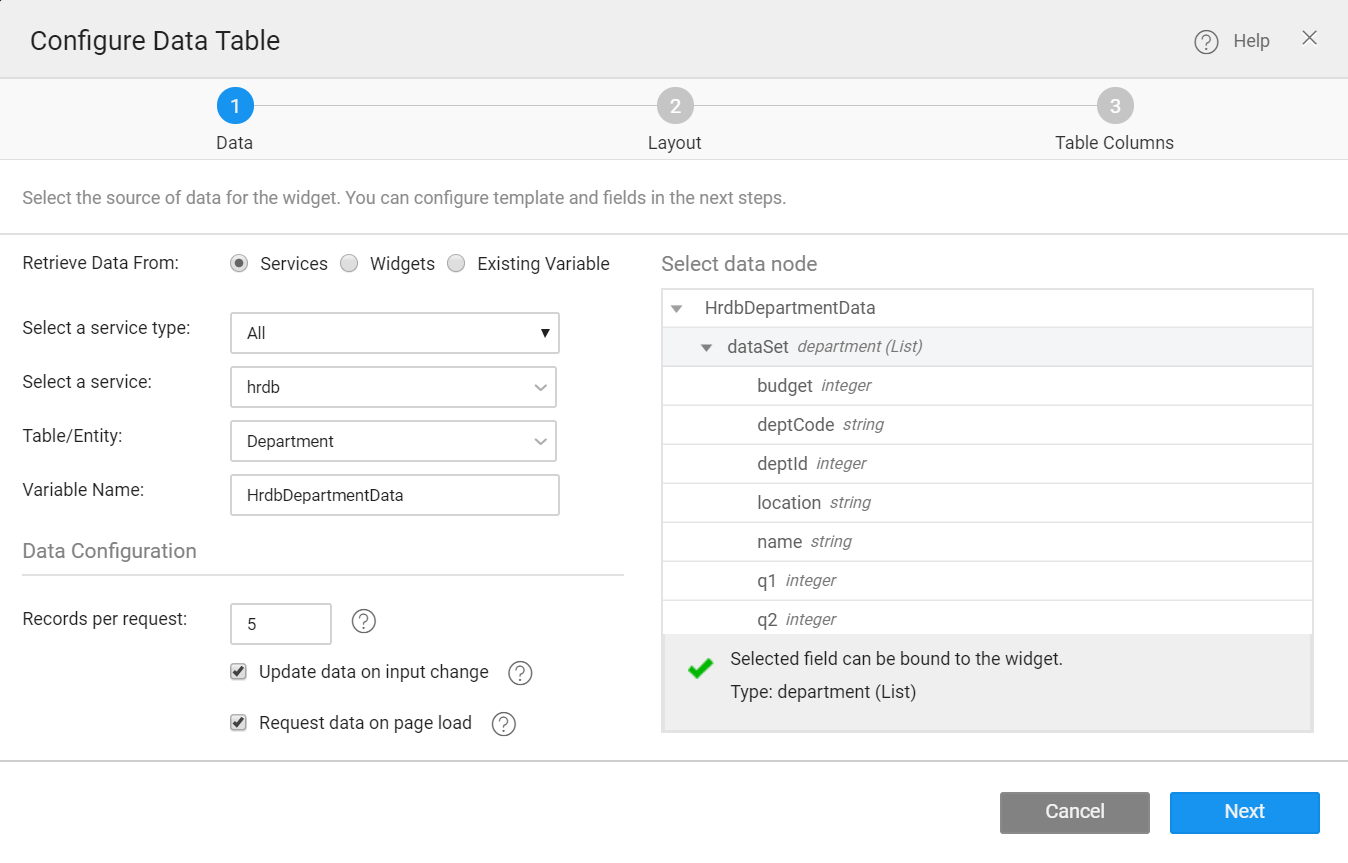 Configure Data Table
? Help
1 2 3
Data Layout Table Columns
Select the source of data for the widget. You can configure template and fields in the next steps.
Retrieve Data From: Services Widgets Existing Variable
Select a service type: All
Select a service: hrdb
Table/Entity: Department
Variable Name: HrdbDepartmentData
Data Configuration
Records per request: 5 ?
Update data on input change ?
Request data on page load ?
Select data node
HrdbDepartmentData
dataSet department (List)
budget integer
deptCode string
deptId integer
location string
name string
q1 integer
q2 integer
Selected field can be bound to the widget.
Type: department (List)
Cancel Next